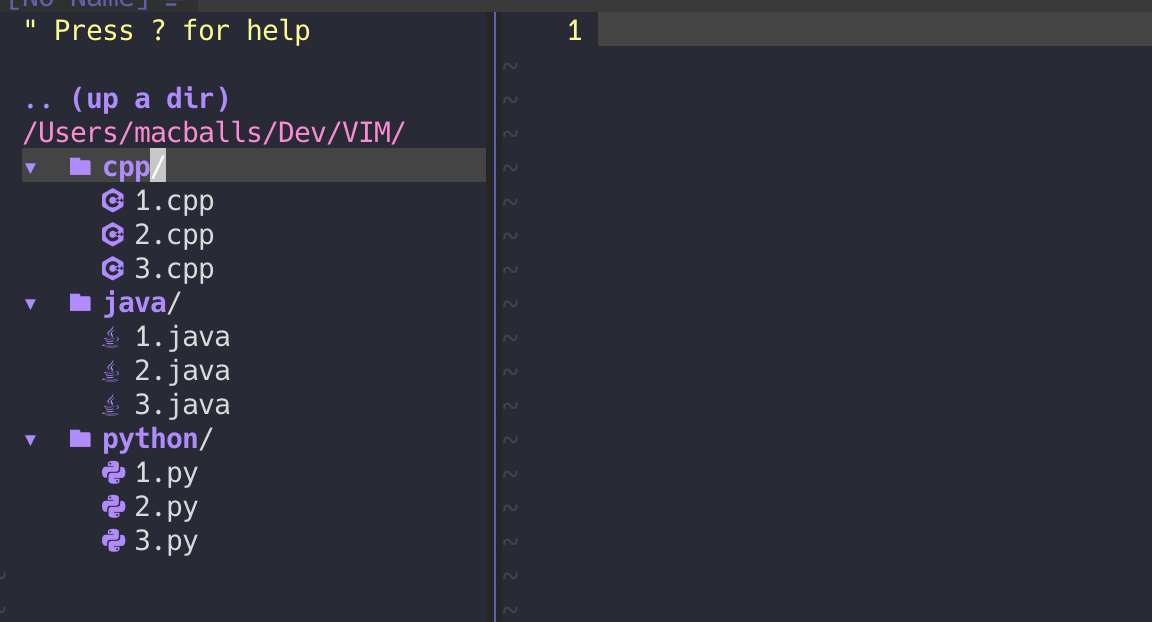 [No Name]
" Press ? for help
1
.. (up a dir)
/Users/macballs/Dev/VIM/
▾ cpp/
1.cpp
2.cpp
3.cpp
▾ java/
1.java
2.java
3.java
▾ python/
1.py
2.py
3.py